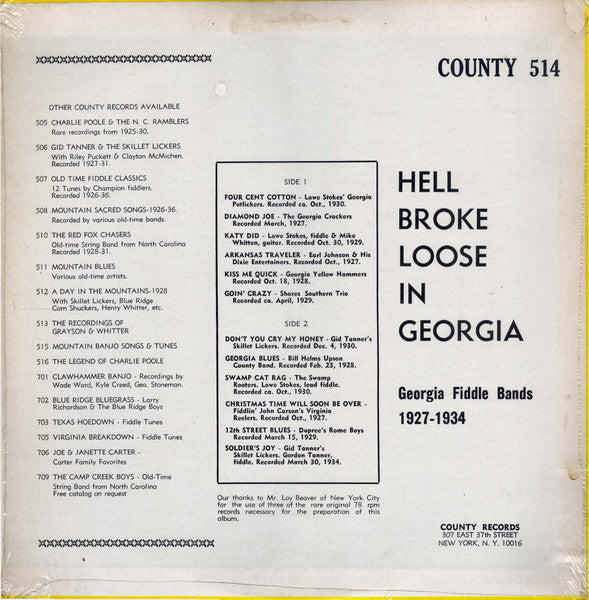 COUNTY 514
OTHER COUNTY RECORDS AVAILABLE
505 CHARLIE POOLE & THE N. C. RAMBLERS
Rare recordings from 1925-30.
506 GID TANNER & THE SKILLET LICKERS
With Riley Puckett & Clayton McMichen.
Recorded 1927-31.
507 OLD TIME FIDDLE CLASSICS
12 Tunes by Champion fiddlers.
Recorded 1926-36.
508 MOUNTAIN SACRED SONGS-1926-36.
Recorded by various old-time bands.
510 THE RED FOX CHASERS
Old-time String Band from North Carolina
Recorded 1928-31.
511 MOUNTAIN BLUES
Various old-time artists.
512 A DAY IN THE MOUNTAINS-1928
With Skillet Lickers, Blue Ridge
Corn Shuckers, Henry Whitter, etc.
513 THE RECORDINGS OF
GRAYSON & WHITTER
515 MOUNTAIN BANJO SONGS & TUNES
516 THE LEGEND OF CHARLIE POOLE
701 CLAWHAMMER BANJO - Recordings by
Wade Ward, Kyle Creed, Geo. Stoneman.
702 BLUE RIDGE BLUEGRASS - Larry
Richardson & The Blue Ridge Boys
703 TEXAS HOEDOWN - Fiddle Tunes
705 VIRGINIA BREAKDOWN - Fiddle Tunes
706 JOE & JANETTE CARTER -
Carter Family Favorites
709 THE CAMP CREEK BOYS - Old-Time
String Band from North Carolina
Free catalog on request
SIDE 1
FOUR CENT COTTON - Lowe Stokes' Georgia
Potlickers. Recorded ca. Oct., 1930.
DIAMOND JOE - The Georgia Crackers
Recorded March, 1927.
KATY DID - Lowe Stokes, fiddle & Mike
Whitten, guitar. Recorded Oct. 30, 1929.
ARKANSAS TRAVELER - Earl Johnson & His
Dixie Entertainers. Recorded Oct., 1927.
KISS ME QUICK - Georgia Yellow Hammers
Recorded Oct. 18, 1928.
GOIN' CRAZY - Shores Southern Trio
Recorded ca. April, 1929.
SIDE 2
DON'T YOU CRY MY HONEY - Gid Tanner's
Skillet Lickers. Recorded Dec. 4, 1930.
GEORGIA BLUES - Bill Helms Upson
County Band. Recorded Feb. 23, 1928.
SWAMP CAT RAG - The Swamp
Rooters. Lowe Stokes, lead fiddle.
Recorded ca. Oct., 1930.
CHRISTMAS TIME WILL SOON BE OVER -
Fiddlin' John Carson's Virginia
Reelers. Recorded Oct., 1927.
12th STREET BLUES - Dupree's Rome Boys
Recorded March 15, 1929.
SOLDIER'S JOY - Gid Tanner's
Skillet Lickers. Gordon Tanner,
fiddle. Recorded March 30, 1934.
Our thanks to Mr. Loy Beaver of New York City
for the use of three of the rare original 78 rpm
records necessary for the preparation of this
album.
HELL
BROKE
LOOSE
IN
GEORGIA
Georgia Fiddle Bands
1927-1934
COUNTY RECORDS
307 EAST 37th STREET
NEW YORK, N. Y. 10016